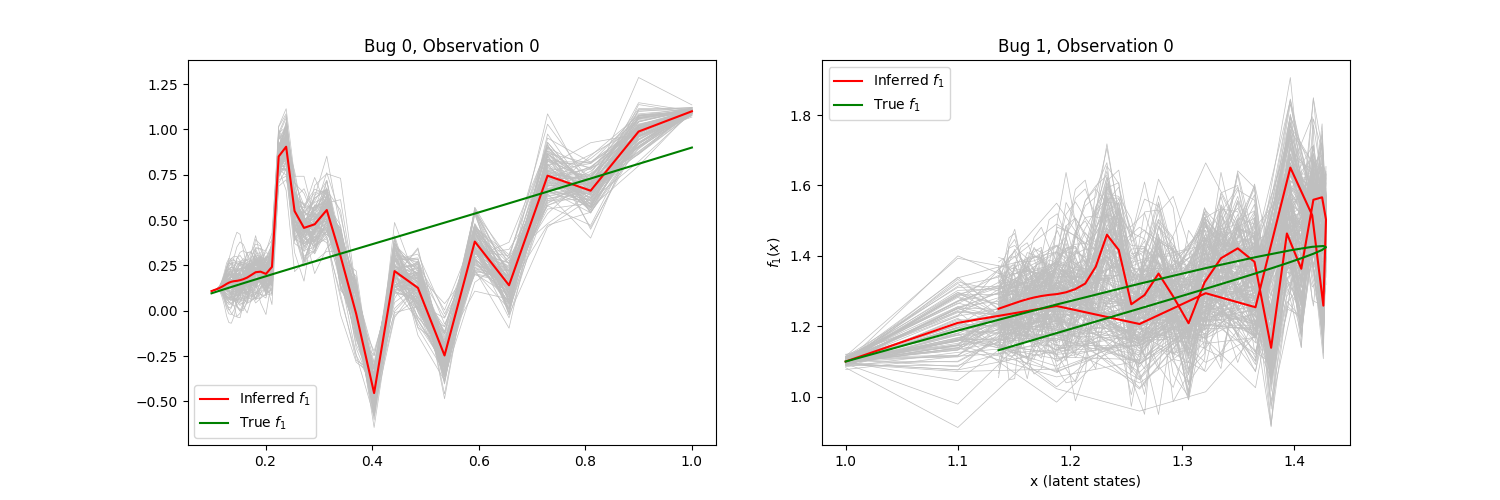 Bug 0, Observation 0
1.25
1.00
0.75
0.50
0.25
0.00
−0.25
−0.50
Inferred f₁
True f₁
0.2 0.4 0.6 0.8 1.0
Bug 1, Observation 0
Inferred f₁
True f₁
1.8
1.6
1.4
1.2
1.0
f₁(x)
1.0 1.1 1.2 1.3 1.4
x (latent states)